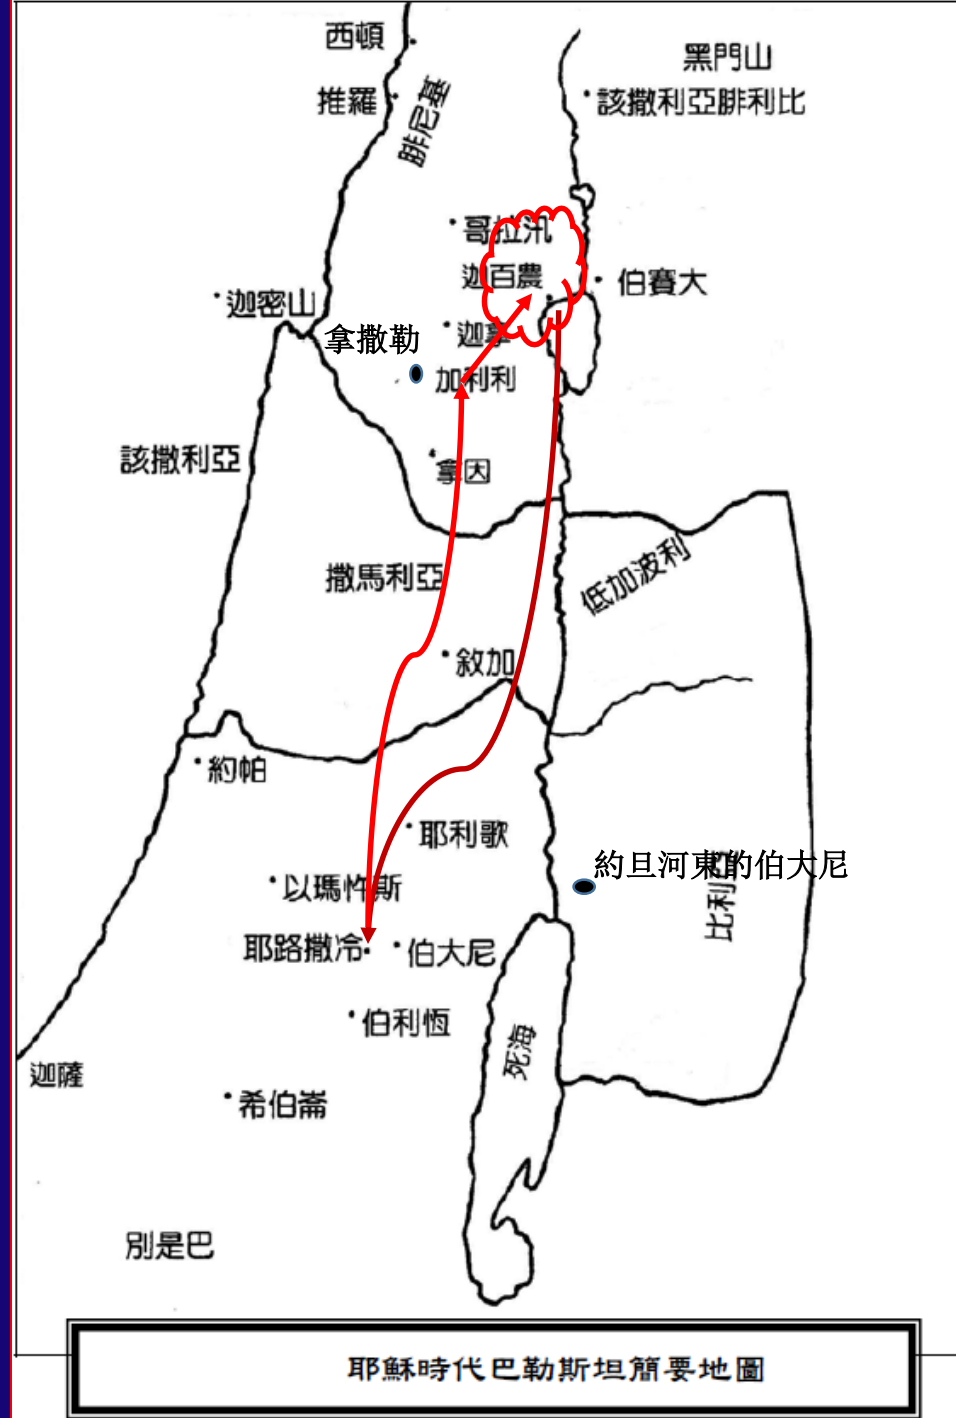 西頓
黑門山
推羅
該撒利亞腓利比
腓尼基
哥拉汛
迦百農
伯賽大
迦密山
迦拿
拿撒勒
加利利
該撒利亞
拿因
撒馬利亞
低加波利
敘加
約帕
耶利歌
約旦河東的伯大尼
以瑪忤斯
比利亞
耶路撒冷
伯大尼
伯利恆
死海
迦薩
希伯崙
別是巴
耶穌時代巴勒斯坦簡要地圖